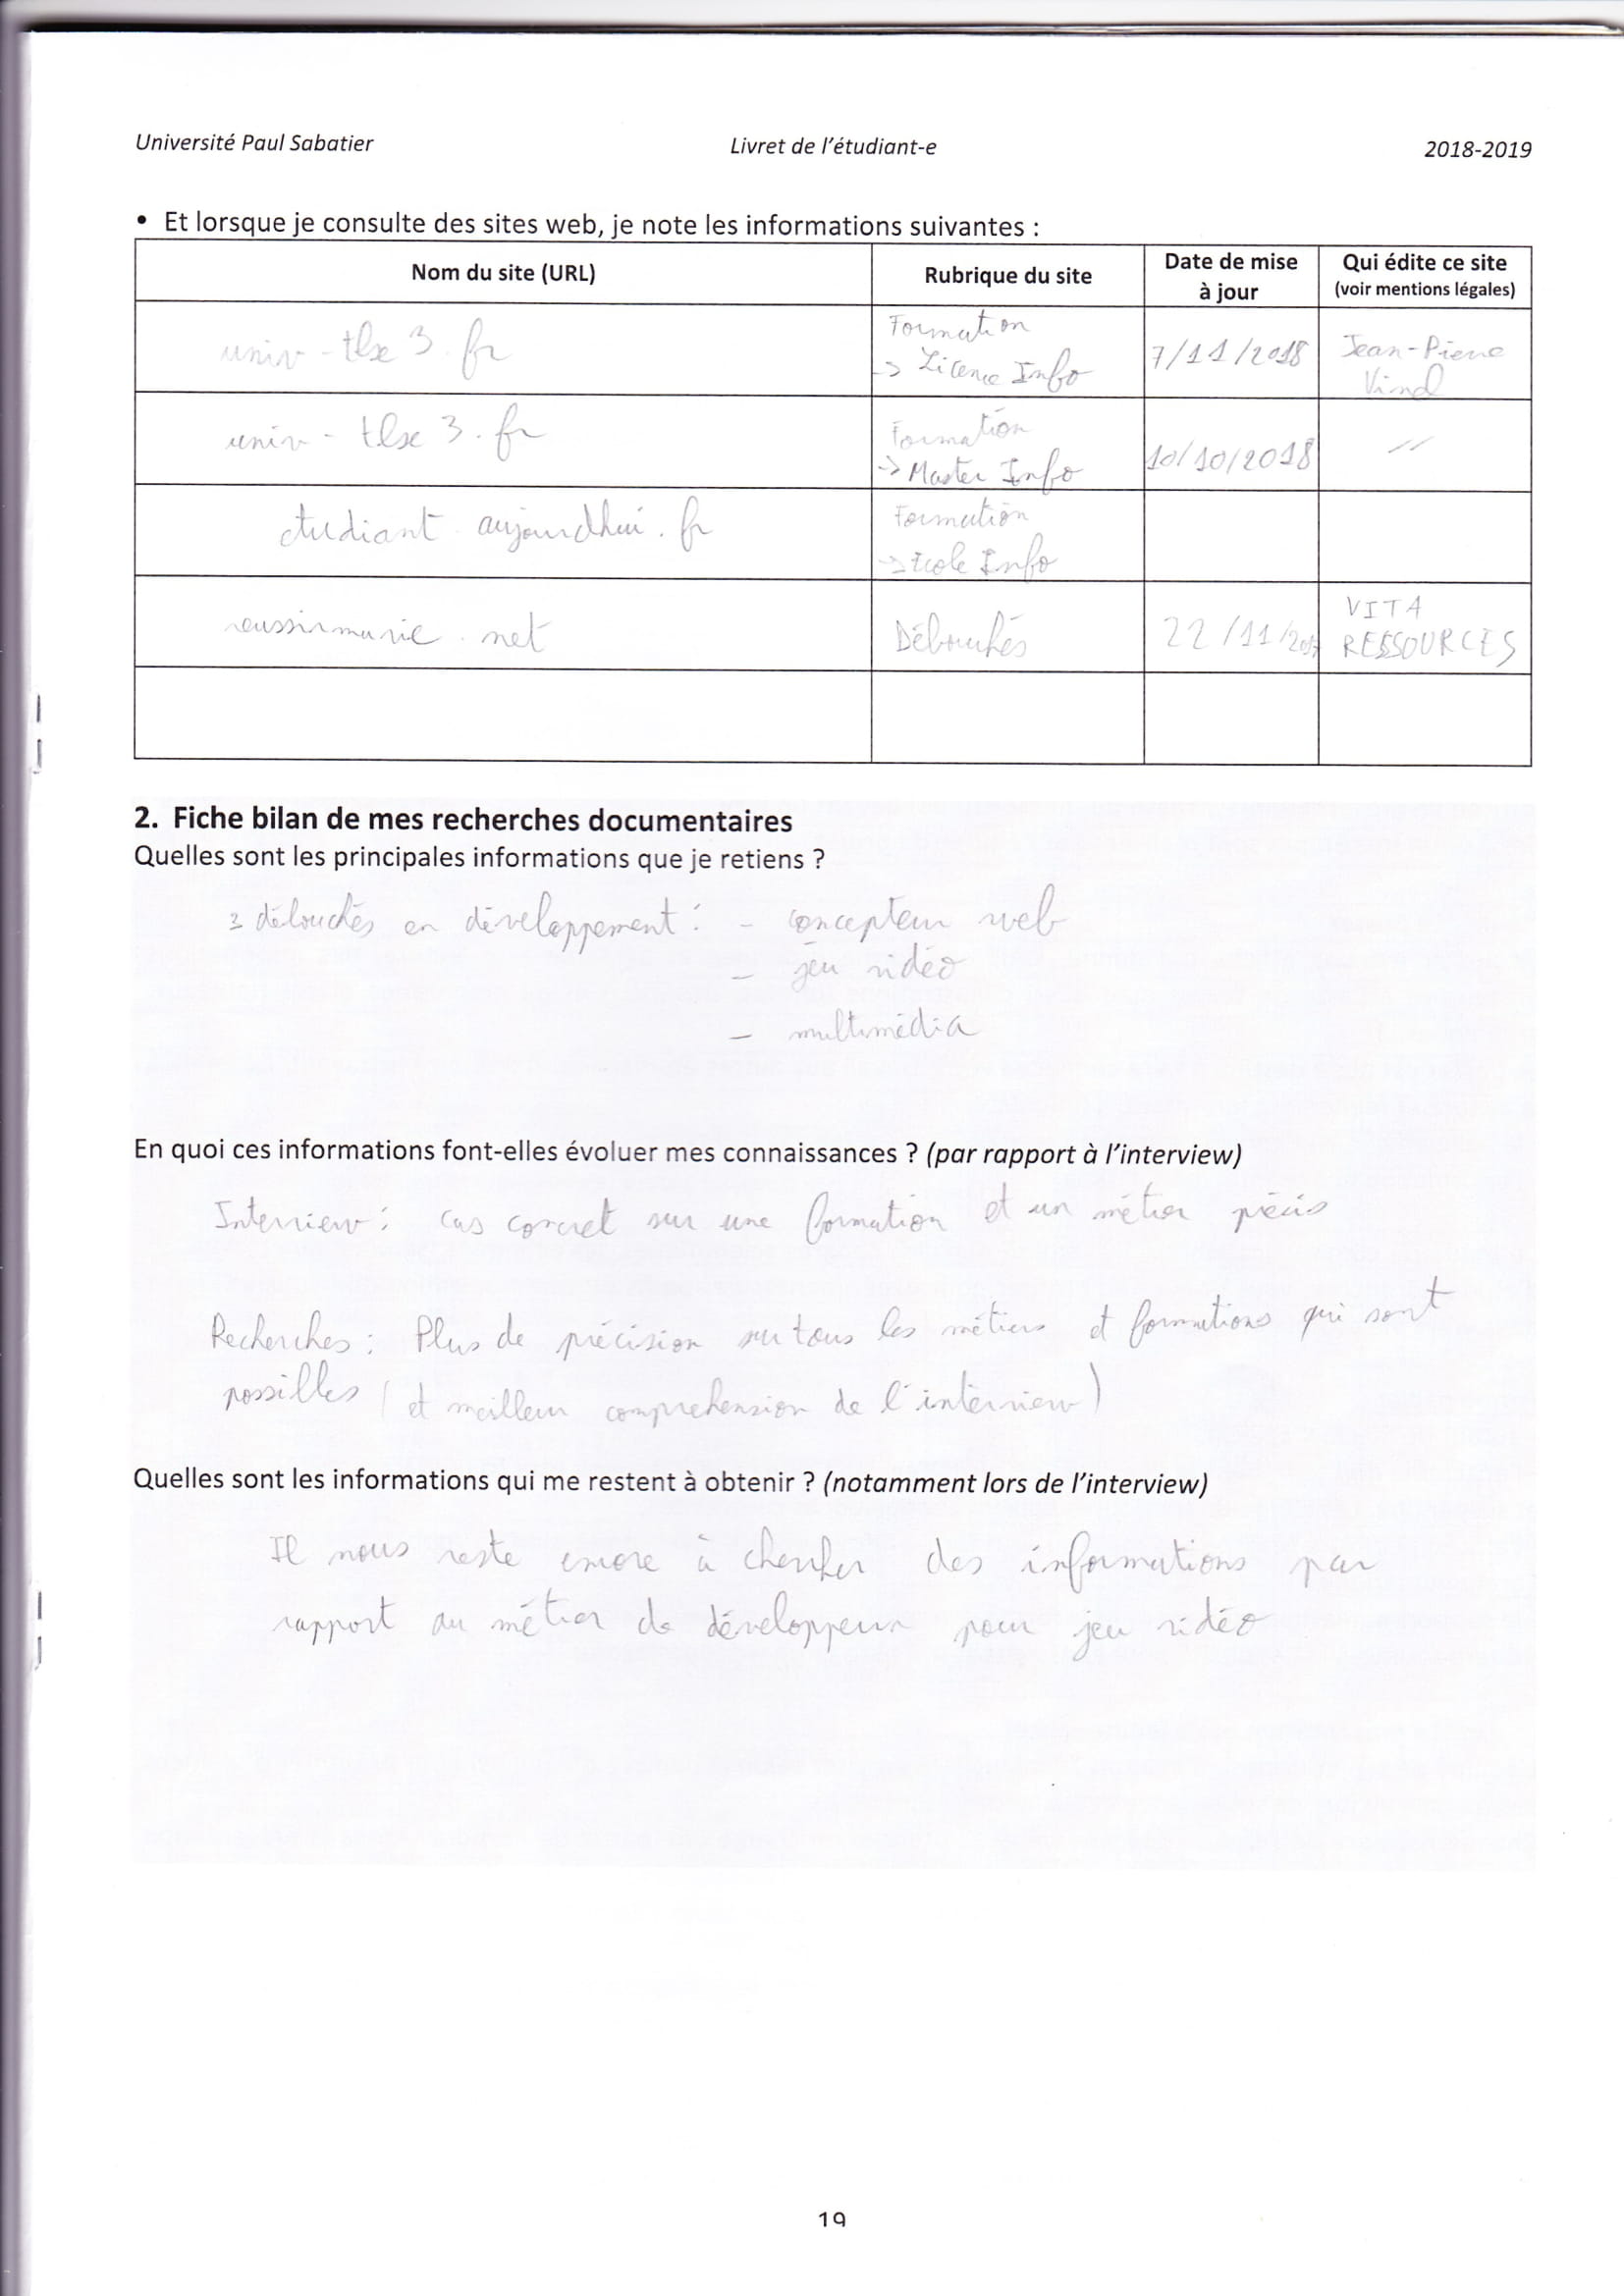 Université Paul Sabatier Livret de l'étudiant-e 2018-2019
• Et lorsque je consulte des sites web, je note les informations suivantes :
Nom du site (URL) Rubrique du site Date de mise à jour Qui édite ce site (voir mentions légales)
univ-tlse3.fr Formation -> Licence Info 7/11/2018 Jean-Pierre
univ-tlse3.fr Formation -> Master Info 10/10/2018 //
etudiant.aujourdhui.fr Formation -> Ecole Info
reussirmavie.net Débouchés 22/11/ VITA RESSOURCES
2. Fiche bilan de mes recherches documentaires
Quelles sont les principales informations que je retiens ?
3 débouchés en développement : - concepteur web
- jeu vidéo
- multimédia
En quoi ces informations font-elles évoluer mes connaissances ? (par rapport à l'interview)
Interview : cas concret sur une formation et un métier précis
Recherches : Plus de précision sur tous les métiers et formations qui sont
possibles (et meilleur comprehension de l'interview)
Quelles sont les informations qui me restent à obtenir ? (notamment lors de l'interview)
Il nous reste encore à chercher des informations par
rapport au métier de développeur pour jeu vidéo
19